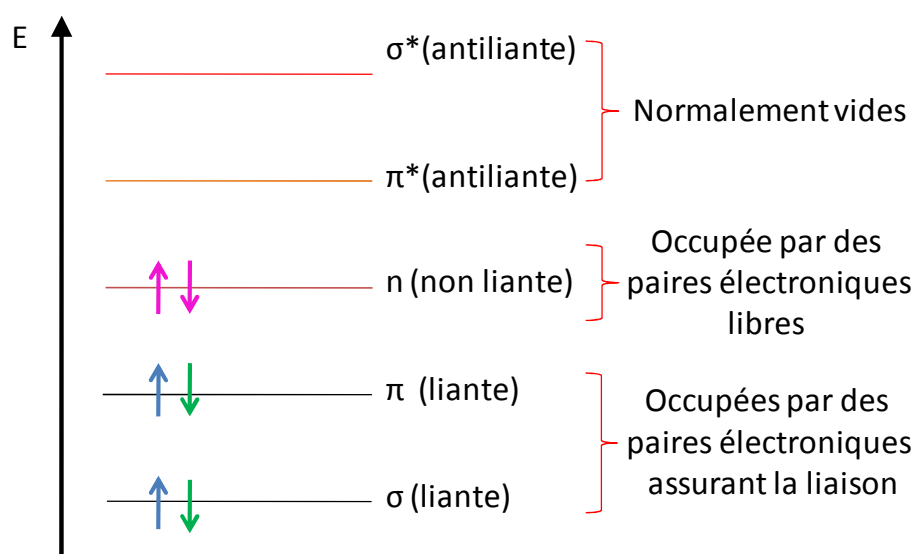 E
σ*(antiliante)
Normalement vides
π*(antiliante)
n (non liante)
Occupée par des
paires électroniques
libres
π (liante)
σ (liante)
Occupées par des
paires électroniques
assurant la liaison